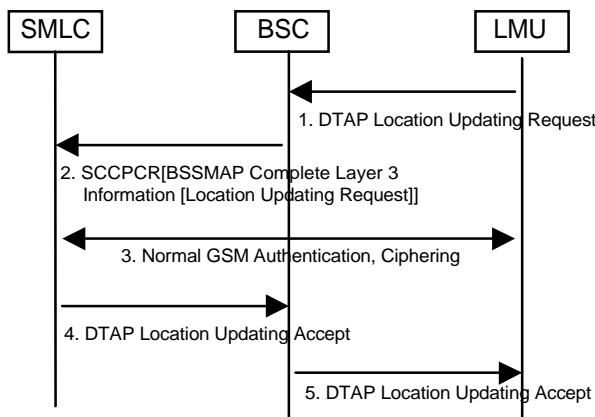 SMLC
BSC
LMU
1. DTAP Location Updating Request
2. SCCPCR[BSSMAP Complete Layer 3
Information [Location Updating Request]]
3. Normal GSM Authentication, Ciphering
4. DTAP Location Updating Accept
5. DTAP Location Updating Accept